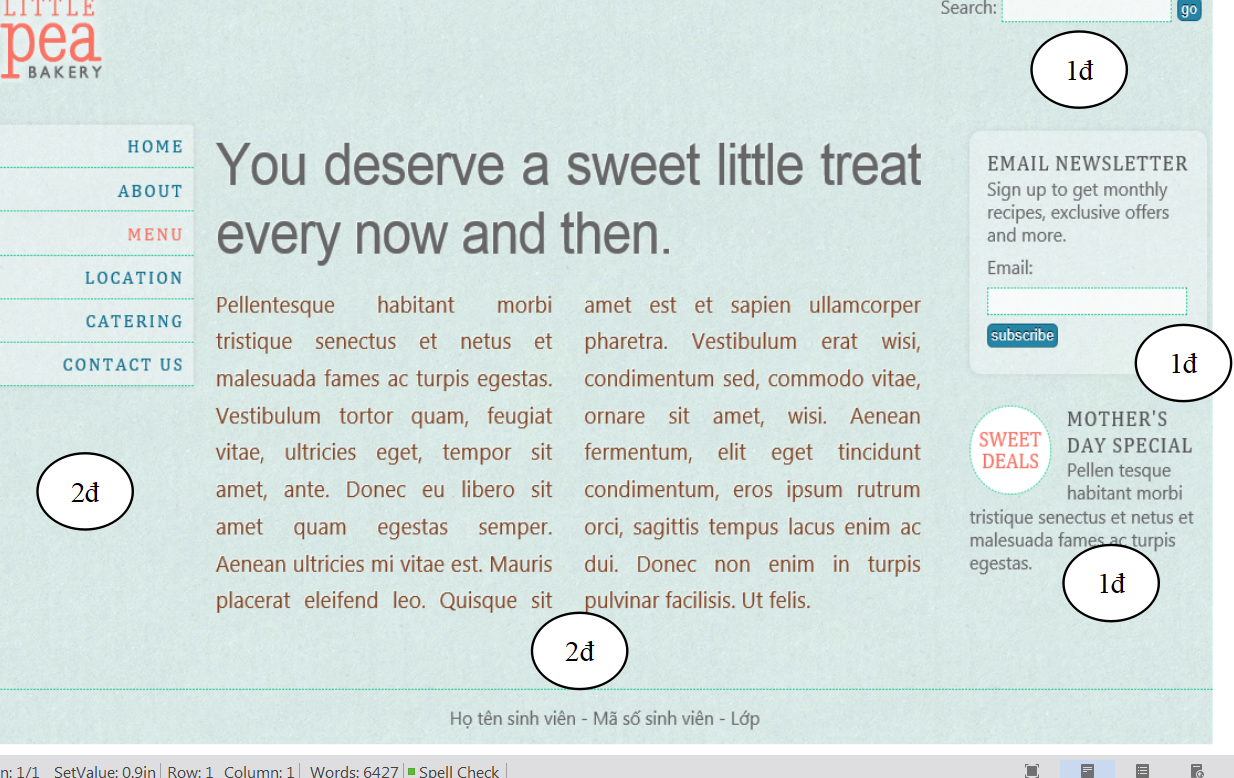 LITTLE
pea
BAKERY
Search:
go
1đ
HOME
ABOUT
MENU
LOCATION
CATERING
CONTACT US
2đ
You deserve a sweet little treat
every now and then.
Pellentesque habitant morbi
tristique senectus et netus et
malesuada fames ac turpis egestas.
Vestibulum tortor quam, feugiat
vitae, ultricies eget, tempor sit
amet, ante. Donec eu libero sit
amet quam egestas semper.
Aenean ultricies mi vitae est. Mauris
placerat eleifend leo. Quisque sit
amet est et sapien ullamcorper
pharetra. Vestibulum erat wisi,
condimentum sed, commodo vitae,
ornare sit amet, wisi. Aenean
fermentum, elit eget tincidunt
condimentum, eros ipsum rutrum
orci, sagittis tempus lacus enim ac
dui. Donec non enim in turpis
pulvinar facilisis. Ut felis.
2đ
EMAIL NEWSLETTER
Sign up to get monthly
recipes, exclusive offers
and more.
Email:
subscribe
1đ
SWEET
DEALS
MOTHER'S
DAY SPECIAL
Pellen tesque
habitant morbi
tristique senectus et netus et
malesuada fames ac turpis
egestas.
1đ
Họ tên sinh viên - Mã số sinh viên - Lớp
n: 1/1 SetValue: 0.9in Row: 1 Column: 1 Words: 6427 Spell Check